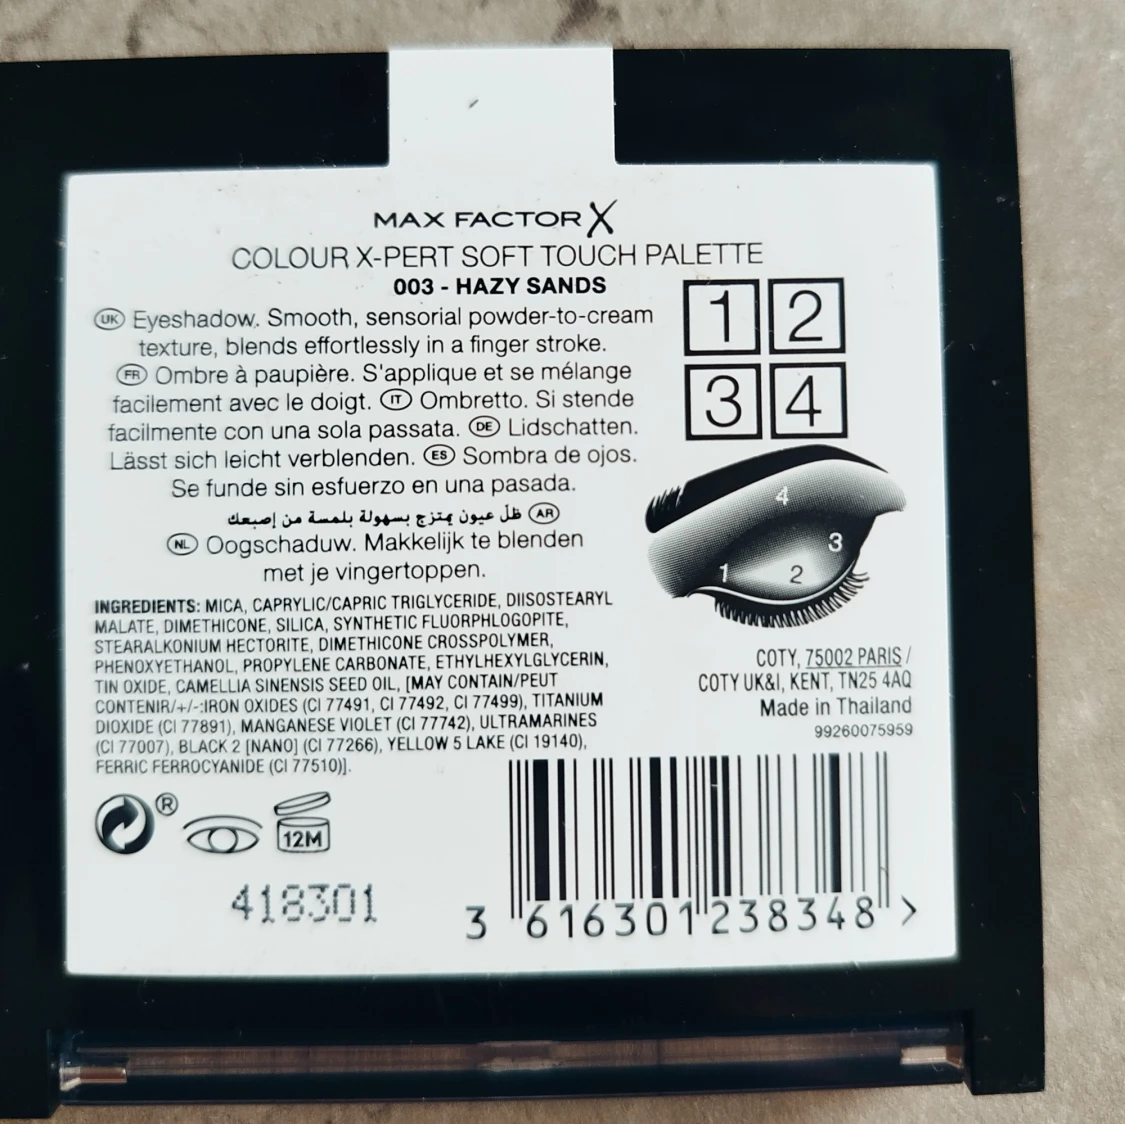 MAX FACTOR X
COLOUR X-PERT SOFT TOUCH PALETTE
003 - HAZY SANDS
UK Eyeshadow. Smooth, sensorial powder-to-cream
texture, blends effortlessly in a finger stroke.
FR Ombre à paupière. S'applique et se mélange
facilement avec le doigt. IT Ombretto. Si stende
facilmente con una sola passata. DE Lidschatten.
Lässt sich leicht verblenden. ES Sombra de ojos.
Se funde sin esfuerzo en una pasada.
AR ظل عيون يمتزج بسهولة بلمسة من إصبعك
NL Oogschaduw. Makkelijk te blenden
met je vingertoppen.
1 2
3 4
4
3
1 2
INGREDIENTS: MICA, CAPRYLIC/CAPRIC TRIGLYCERIDE, DIISOSTEARYL
MALATE, DIMETHICONE, SILICA, SYNTHETIC FLUORPHLOGOPITE,
STEARALKONIUM HECTORITE, DIMETHICONE CROSSPOLYMER,
PHENOXYETHANOL, PROPYLENE CARBONATE, ETHYLHEXYLGLYCERIN,
TIN OXIDE, CAMELLIA SINENSIS SEED OIL, [MAY CONTAIN/PEUT
CONTENIR/+/-:IRON OXIDES (CI 77491, CI 77492, CI 77499), TITANIUM
DIOXIDE (CI 77891), MANGANESE VIOLET (CI 77742), ULTRAMARINES
(CI 77007), BLACK 2 [NANO] (CI 77266), YELLOW 5 LAKE (CI 19140),
FERRIC FERROCYANIDE (CI 77510)].
COTY, 75002 PARIS /
COTY UK&I, KENT, TN25 4AQ
Made in Thailand
99260075959
®
12M
418301
3 616301 238348 >